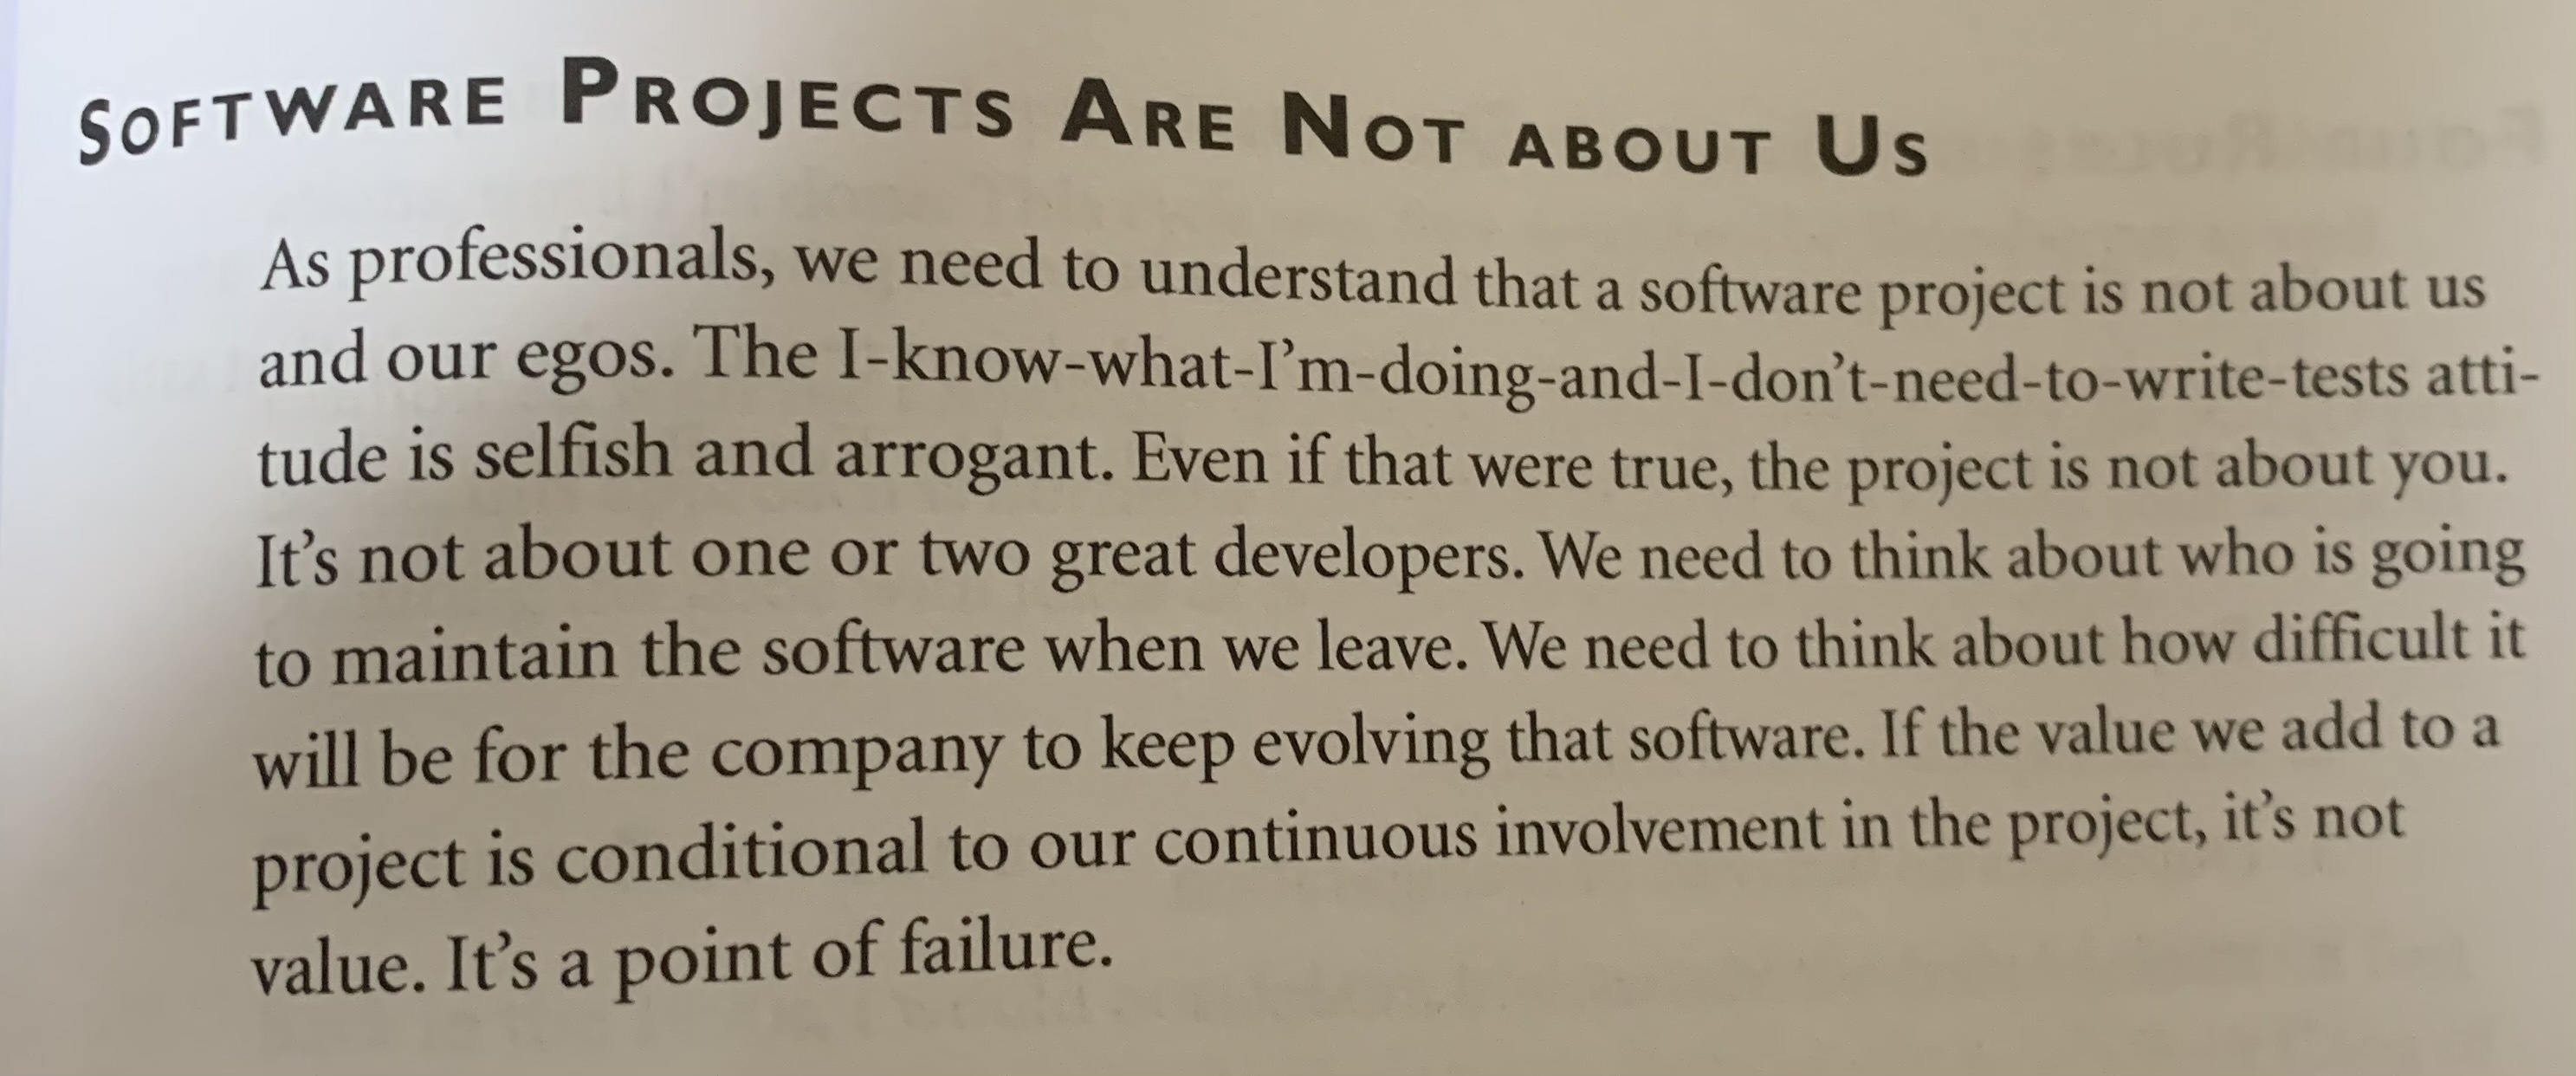 Software Projects Are Not about Us
As professionals, we need to understand that a software project is not about us
and our egos. The I-know-what-I'm-doing-and-I-don't-need-to-write-tests atti-
tude is selfish and arrogant. Even if that were true, the project is not about you.
It's not about one or two great developers. We need to think about who is going
to maintain the software when we leave. We need to think about how difficult it
will be for the company to keep evolving that software. If the value we add to a
project is conditional to our continuous involvement in the project, it's not
value. It's a point of failure.